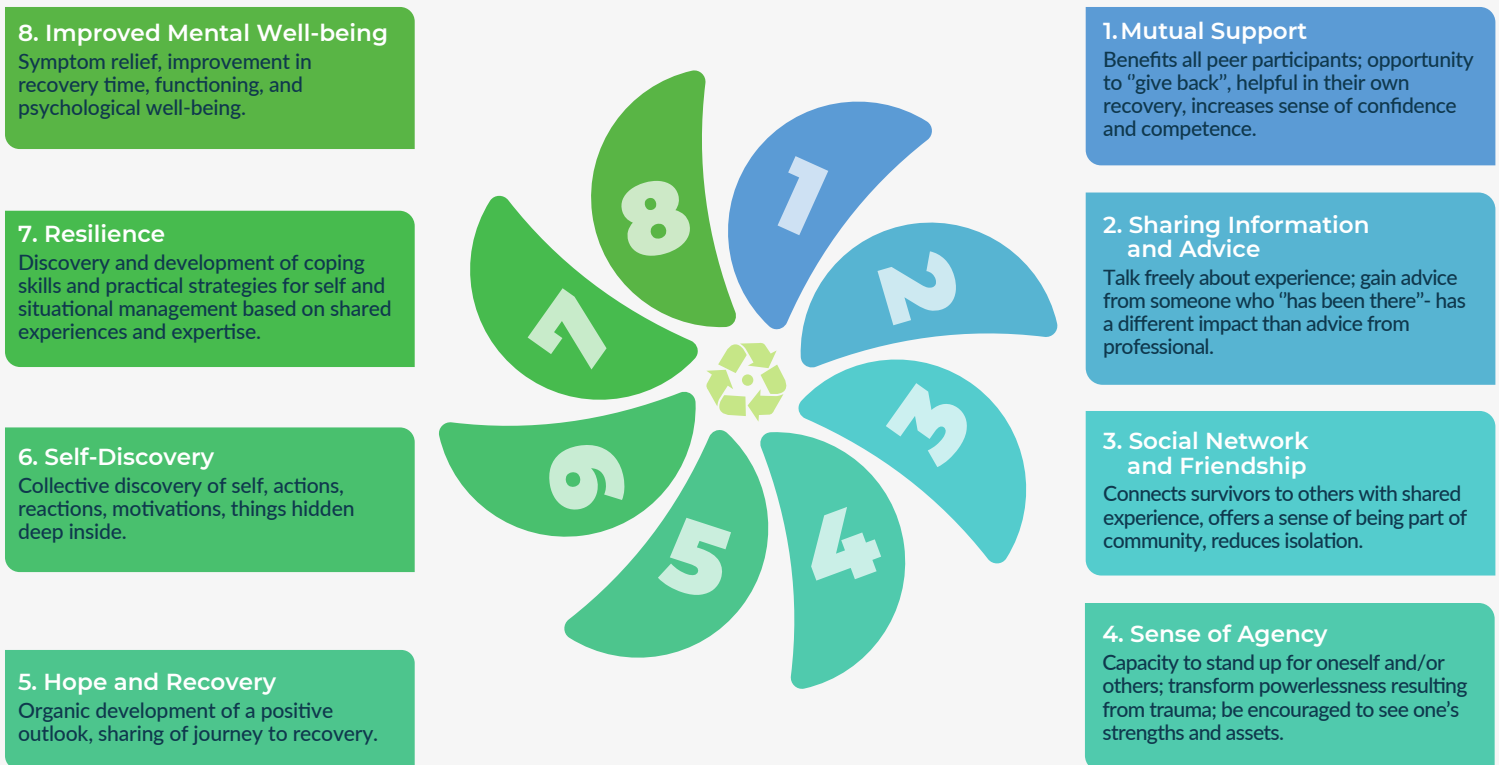 1. Mutual Support
Benefits all peer participants; opportunity
to "give back", helpful in their own
recovery, increases sense of confidence
and competence.
2. Sharing Information
and Advice
Talk freely about experience; gain advice
from someone who "has been there"- has
a different impact than advice from
professional.
3. Social Network
and Friendship
Connects survivors to others with shared
experience, offers a sense of being part of
community, reduces isolation.
4. Sense of Agency
Capacity to stand up for oneself and/or
others; transform powerlessness resulting
from trauma; be encouraged to see one's
strengths and assets.
5. Hope and Recovery
Organic development of a positive
outlook, sharing of journey to recovery.
6. Self-Discovery
Collective discovery of self, actions,
reactions, motivations, things hidden
deep inside.
7. Resilience
Discovery and development of coping
skills and practical strategies for self and
situational management based on shared
experiences and expertise.
8. Improved Mental Well-being
Symptom relief, improvement in
recovery time, functioning, and
psychological well-being.
1
2
3
4
5
6
7
8